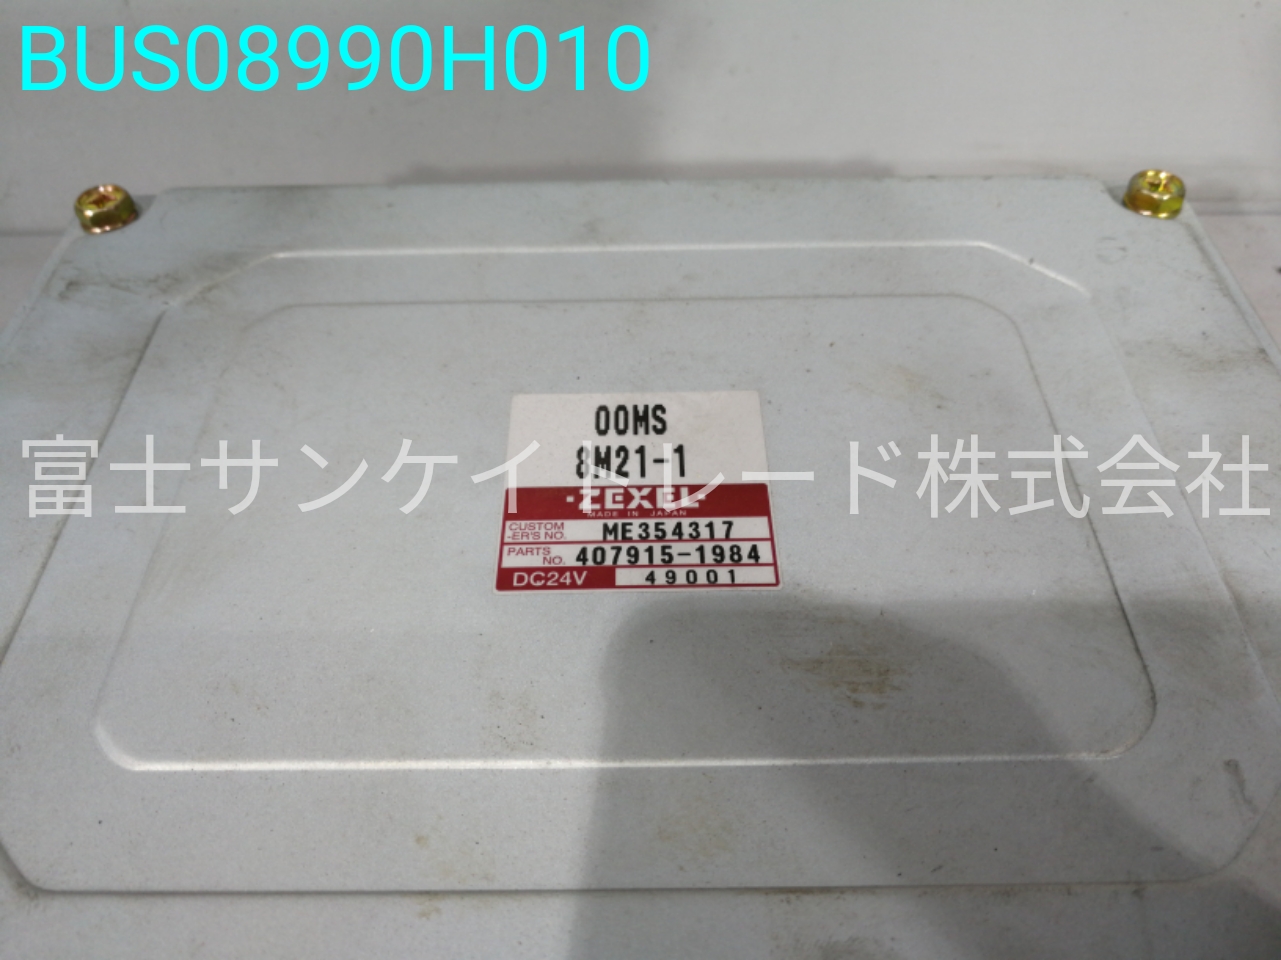 BUS08990H010
00MS
8M21-1
富士サンケイトレード株式会社
·ZEXEL·
MADE IN JAPAN
CUSTOM
-ER'S NO. ME354317
PARTS
NO. 407915-1984
DC24V 49001